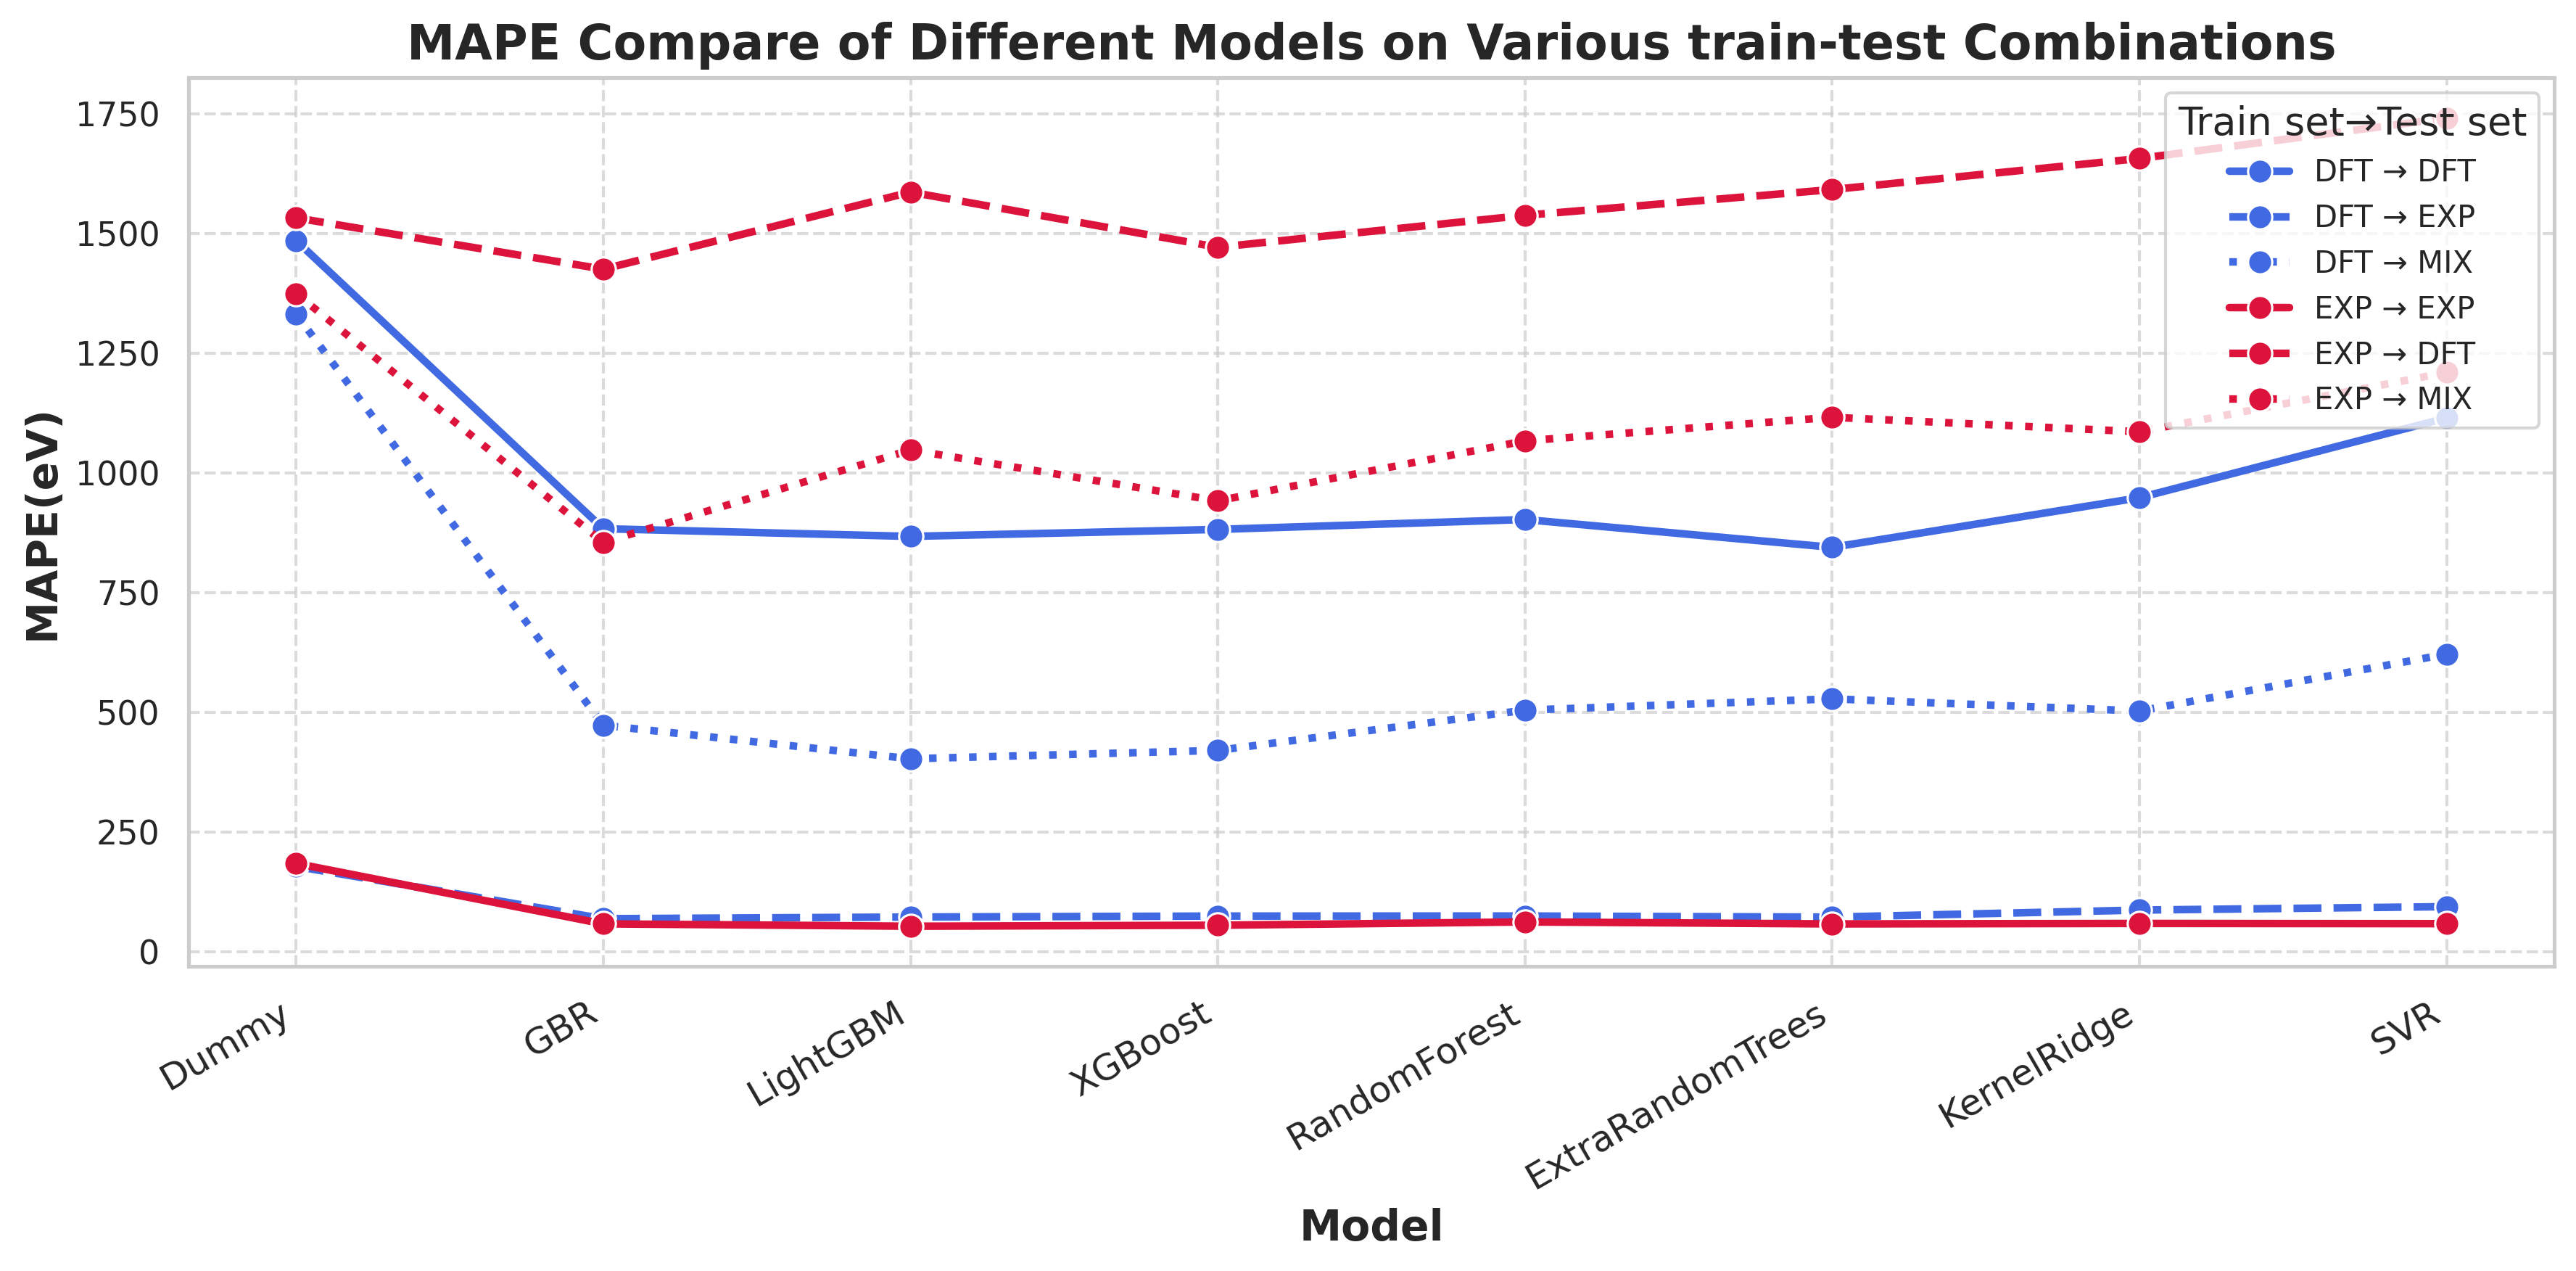 MAPE Compare of Different Models on Various train-test Combinations
MAPE(eV)
1750
1500
1250
1000
750
500
250
0
Train set→Test set
DFT → DFT
DFT → EXP
DFT → MIX
EXP → EXP
EXP → DFT
EXP → MIX
Dummy
GBR
LightGBM
XGBoost
RandomForest
ExtraRandomTrees
KernelRidge
SVR
Model